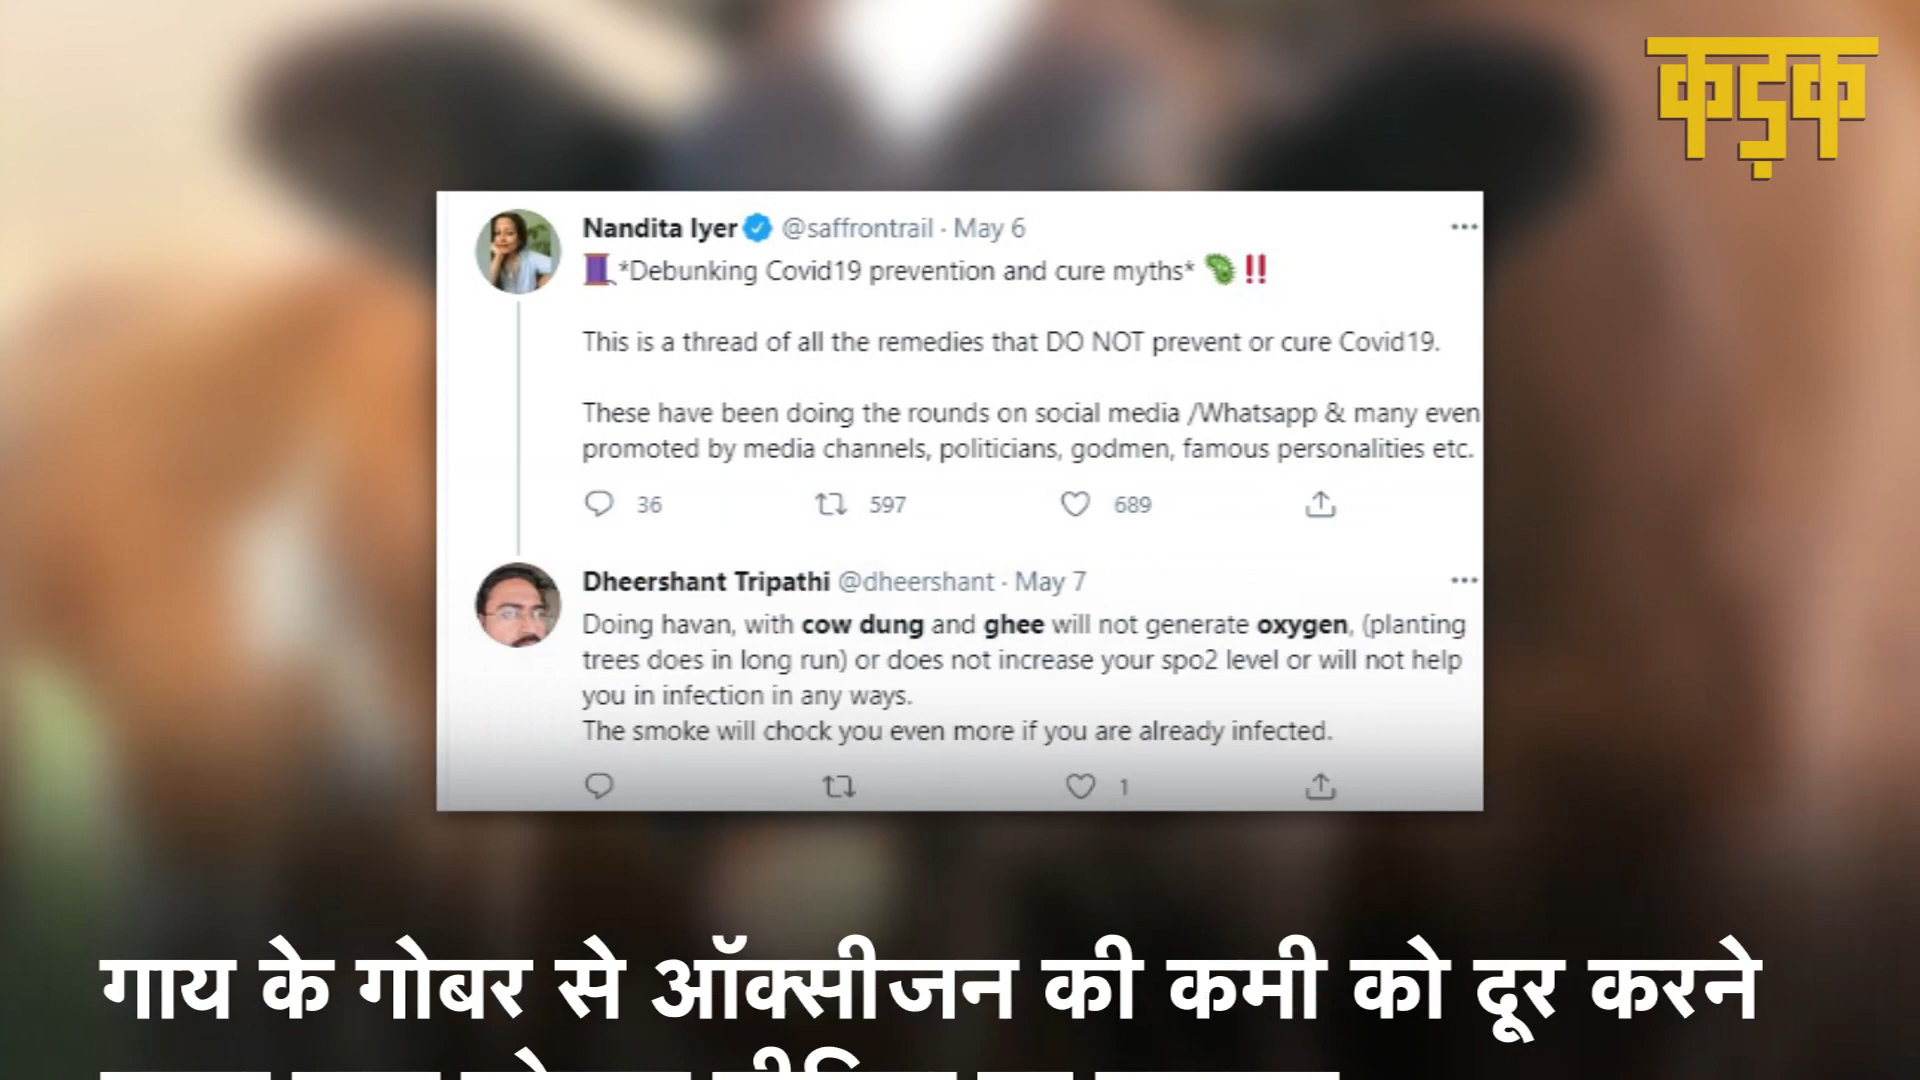 कड़क
Nandita Iyer @saffrontrail · May 6
*Debunking Covid19 prevention and cure myths* ‼️
This is a thread of all the remedies that DO NOT prevent or cure Covid19.
These have been doing the rounds on social media /Whatsapp & many even
promoted by media channels, politicians, godmen, famous personalities etc.
36 597 689
Dheershant Tripathi @dheershant · May 7
Doing havan, with cow dung and ghee will not generate oxygen, (planting
trees does in long run) or does not increase your spo2 level or will not help
you in infection in any ways.
The smoke will chock you even more if you are already infected.
1
गाय के गोबर से ऑक्सीजन की कमी को दूर करने